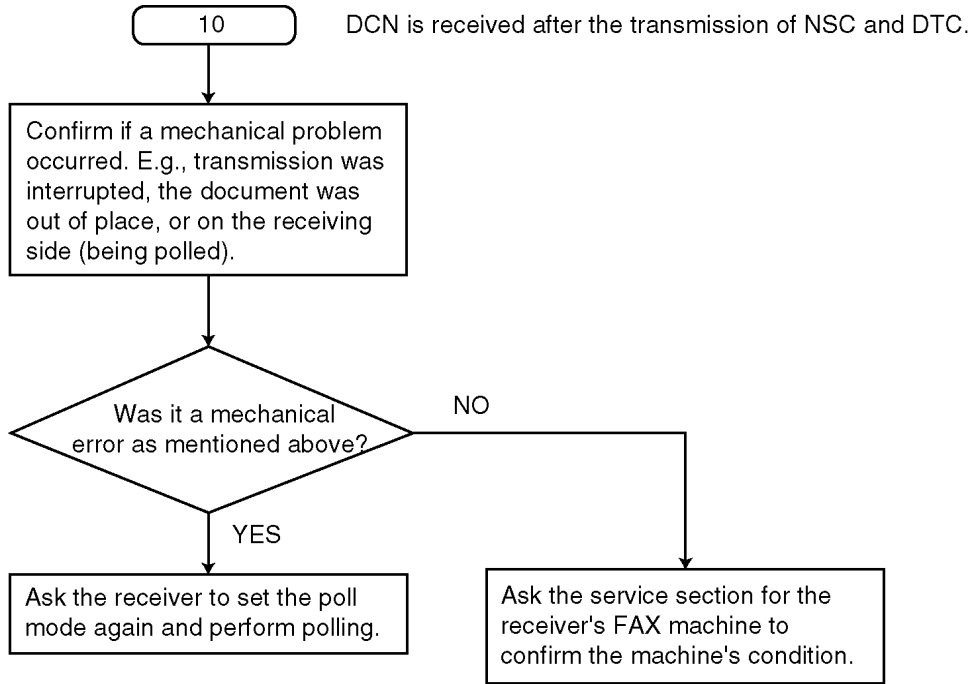 10
DCN is received after the transmission of NSC and DTC.
Confirm if a mechanical problem
occurred. E.g., transmission was
interrupted, the document was
out of place, or on the receiving
side (being polled).
Was it a mechanical
error as mentioned above?
NO
YES
Ask the receiver to set the poll
mode again and perform polling.
Ask the service section for the
receiver's FAX machine to
confirm the machine's condition.